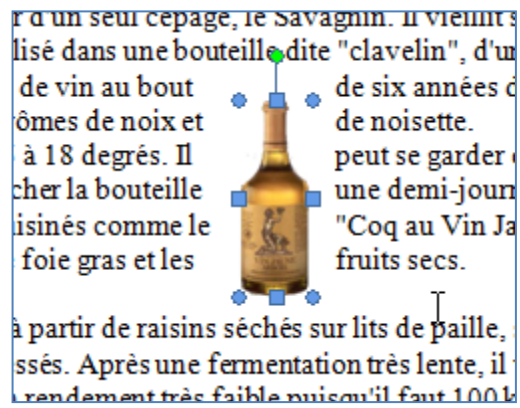 r d'un seul cépage, le Savagnin. Il vieillit s
lisé dans une bouteille dite "clavelin", d'un
de vin au bout de six années d
rômes de noix et de noisette.
à 18 degrés. Il peut se garder
cher la bouteille une demi-journ
uisinés comme le "Coq au Vin Ja
foie gras et les fruits secs.
à partir de raisins séchés sur lits de paille,
ssés. Après une fermentation très lente, il
rendement très faible puisqu'il faut 100 k